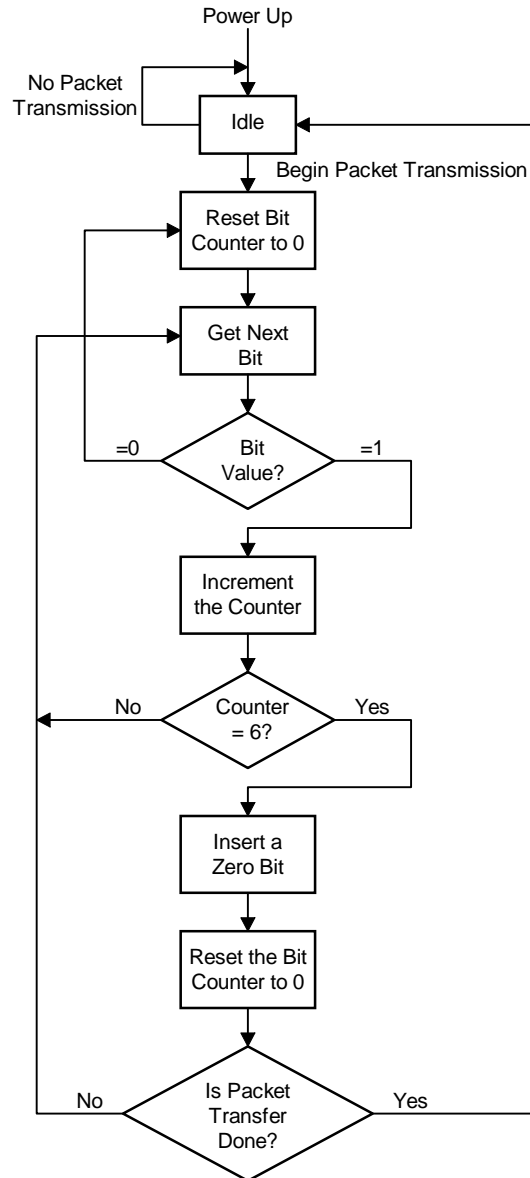 Power Up
No Packet
Transmission
Idle
Begin Packet Transmission
Reset Bit
Counter to 0
Get Next
Bit
=0
Bit
Value?
=1
Increment
the Counter
No
Counter
= 6?
Yes
Insert a
Zero Bit
Reset the Bit
Counter to 0
No
Is Packet
Transfer
Done?
Yes